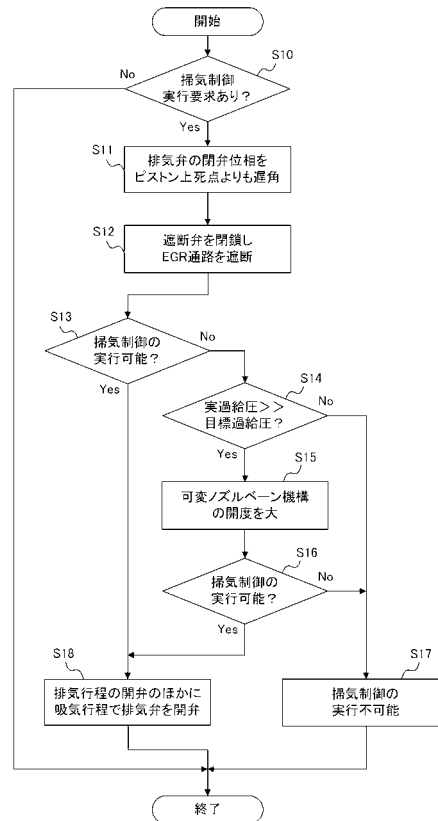 開始
S10
掃気制御
実行要求あり?
No
Yes
S11
排気弁の閉弁位相を
ピストン上死点よりも遅角
S12
遮断弁を閉鎖し
EGR通路を遮断
S13
掃気制御の
実行可能?
No
Yes
S14
実過給圧>>
目標過給圧?
No
Yes
S15
可変ノズルベーン機構
の開度を大
S16
掃気制御の
実行可能?
No
Yes
S18
排気行程の開弁のほかに
吸気行程で排気弁を開弁
S17
掃気制御の
実行不可能
終了